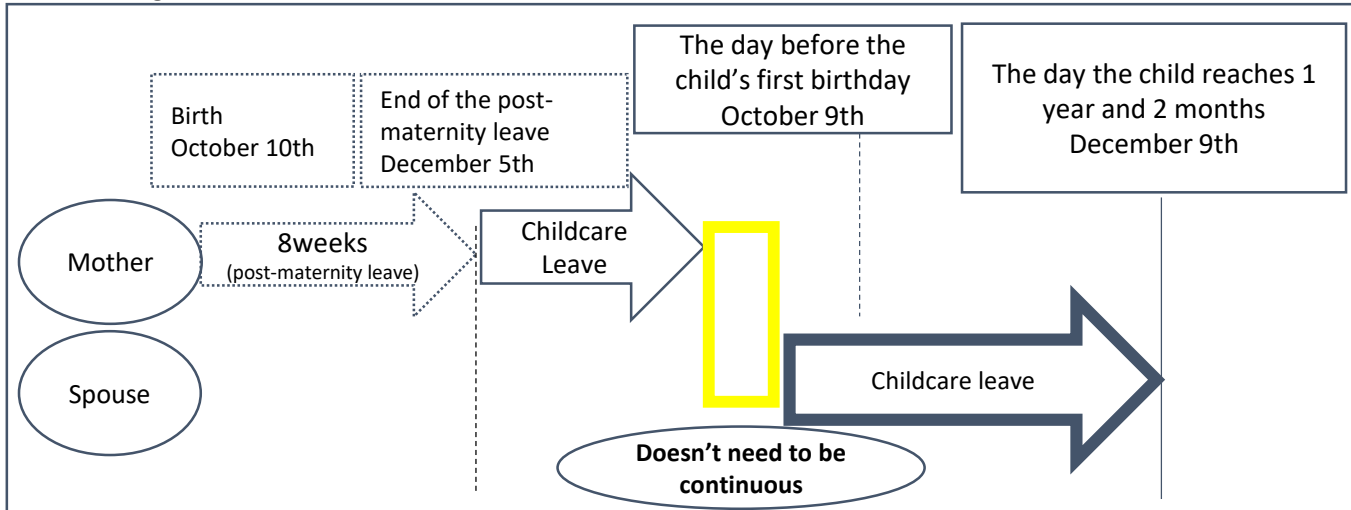 The day before the
child's first birthday
October 9th
The day the child reaches 1
year and 2 months
December 9th
Birth
October 10th
End of the post-
maternity leave
December 5th
Mother
8weeks
(post-maternity leave)
Childcare
Leave
Spouse
Childcare leave
Doesn't need to be
continuous